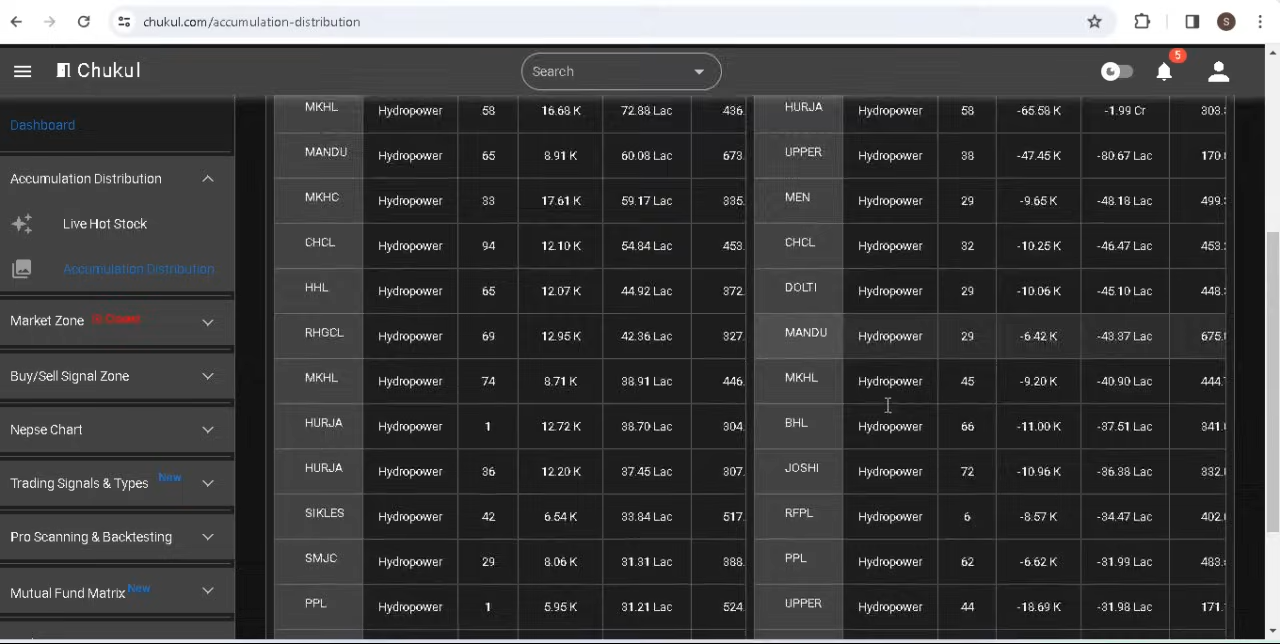 chukul.com/accumulation-distribution
S
Chukul
Search
5
Dashboard
Accumulation Distribution
Live Hot Stock
Accumulation Distribution
Market Zone Closed
Buy/Sell Signal Zone
Nepse Chart
Trading Signals & Types New
Pro Scanning & Backtesting
Mutual Fund Matrix New
MKHL Hydropower 58 16.68 K 72.88 Lac 436.
MANDU Hydropower 65 8.91 K 60.08 Lac 673.
MKHC Hydropower 33 17.61 K 59.17 Lac 335.
CHCL Hydropower 94 12.10 K 54.84 Lac 453.
HHL Hydropower 65 12.07 K 44.92 Lac 372.
RHGCL Hydropower 69 12.95 K 42.36 Lac 327.
MKHL Hydropower 74 8.71 K 38.91 Lac 446.
HURJA Hydropower 1 12.72 K 38.70 Lac 304.
HURJA Hydropower 36 12.20 K 37.45 Lac 307.
SIKLES Hydropower 42 6.54 K 33.84 Lac 517.
SMJC Hydropower 29 8.06 K 31.31 Lac 388.
PPL Hydropower 1 5.95 K 31.21 Lac 524.
HURJA Hydropower 58 -65.58 K -1.99 Cr 303.
UPPER Hydropower 38 -47.45 K -80.67 Lac 170.
MEN Hydropower 29 -9.65 K -48.18 Lac 499.
CHCL Hydropower 32 -10.25 K -46.47 Lac 453.
DOLTI Hydropower 29 -10.06 K -45.10 Lac 448.
MANDU Hydropower 29 -6.42 K -43.37 Lac 675.
MKHL Hydropower 45 -9.20 K -40.90 Lac 444.
BHL Hydropower 66 -11.00 K -37.51 Lac 341.
JOSHI Hydropower 72 -10.96 K -36.38 Lac 332.
RFPL Hydropower 6 -8.57 K -34.47 Lac 402.
PPL Hydropower 62 -6.62 K -31.99 Lac 483.
UPPER Hydropower 44 -18.69 K -31.98 Lac 171.